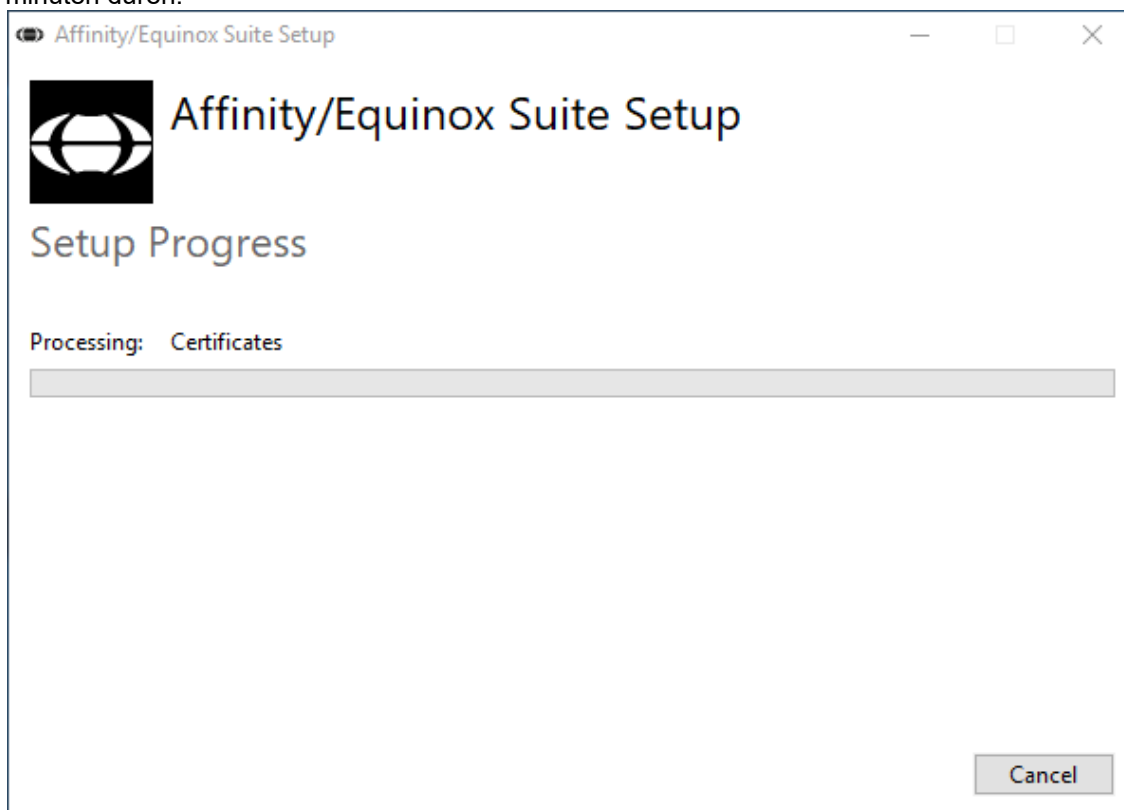 Affinity/Equinox Suite Setup
Affinity/Equinox Suite Setup
Setup Progress
Processing: Certificates
Cancel